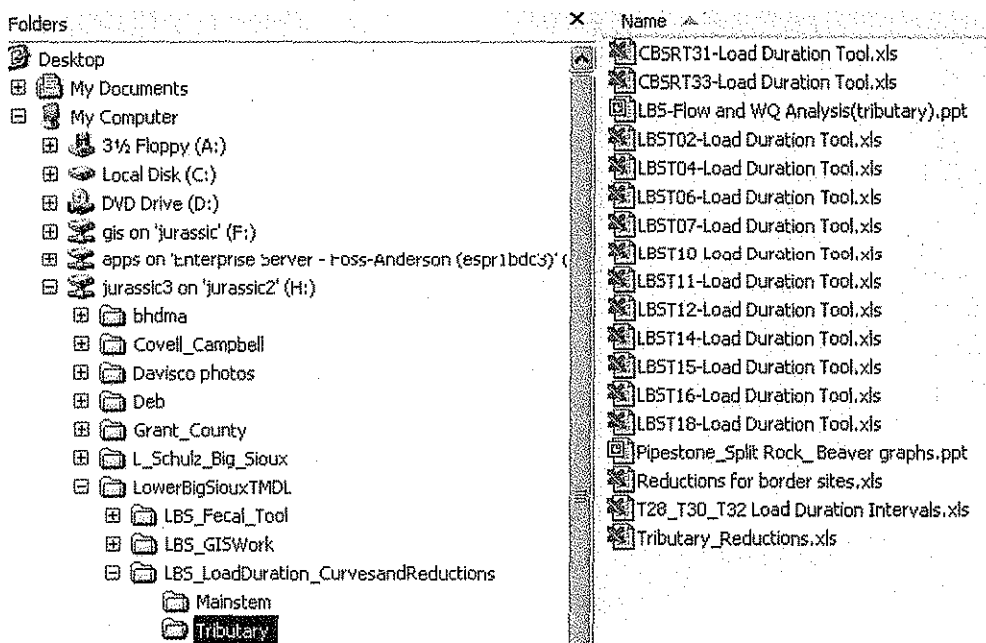 Folders
Desktop
My Documents
My Computer
3½ Floppy (A:)
Local Disk (C:)
DVD Drive (D:)
gis on 'jurassic' (F:)
apps on 'Enterprise Server - Foss-Anderson (espr1bdc3)' (
jurassic3 on 'jurassic2' (H:)
bhdma
Covell_Campbell
Davisco photos
Deb
Grant_County
L_Schulz_Big_Sioux
LowerBigSiouxTMDL
LBS_Fecal_Tool
LBS_GISWork
LBS_LoadDuration_CurvesandReductions
Mainstem
Tributary
Name
CBSRT31-Load Duration Tool.xls
CBSRT33-Load Duration Tool.xls
LBS-Flow and WQ Analysis(tributary).ppt
LBST02-Load Duration Tool.xls
LBST04-Load Duration Tool.xls
LBST06-Load Duration Tool.xls
LBST07-Load Duration Tool.xls
LBST10 Load Duration Tool.xls
LBST11-Load Duration Tool.xls
LBST12-Load Duration Tool.xls
LBST14-Load Duration Tool.xls
LBST15-Load Duration Tool.xls
LBST16-Load Duration Tool.xls
LBST18-Load Duration Tool.xls
Pipestone_Split Rock_ Beaver graphs.ppt
Reductions for border sites.xls
T28_T30_T32 Load Duration Intervals.xls
Tributary_Reductions.xls